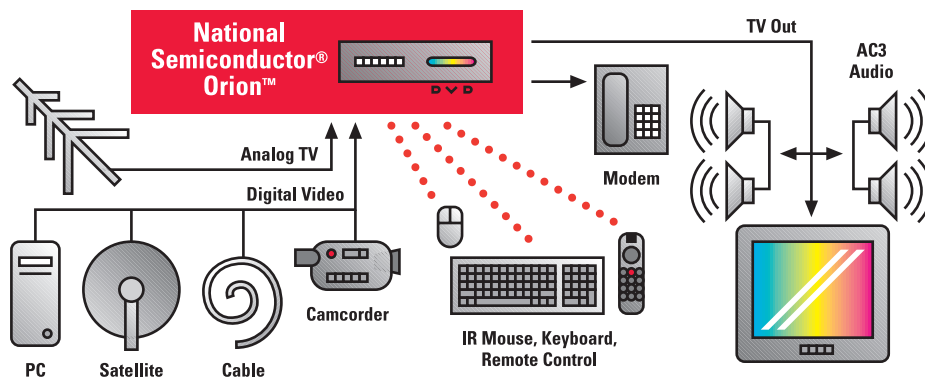 National
Semiconductor®
Orion™
DVD
TV Out
AC3
Audio
Analog TV
Modem
Digital Video
Camcorder
IR Mouse, Keyboard,
Remote Control
PC
Satellite
Cable